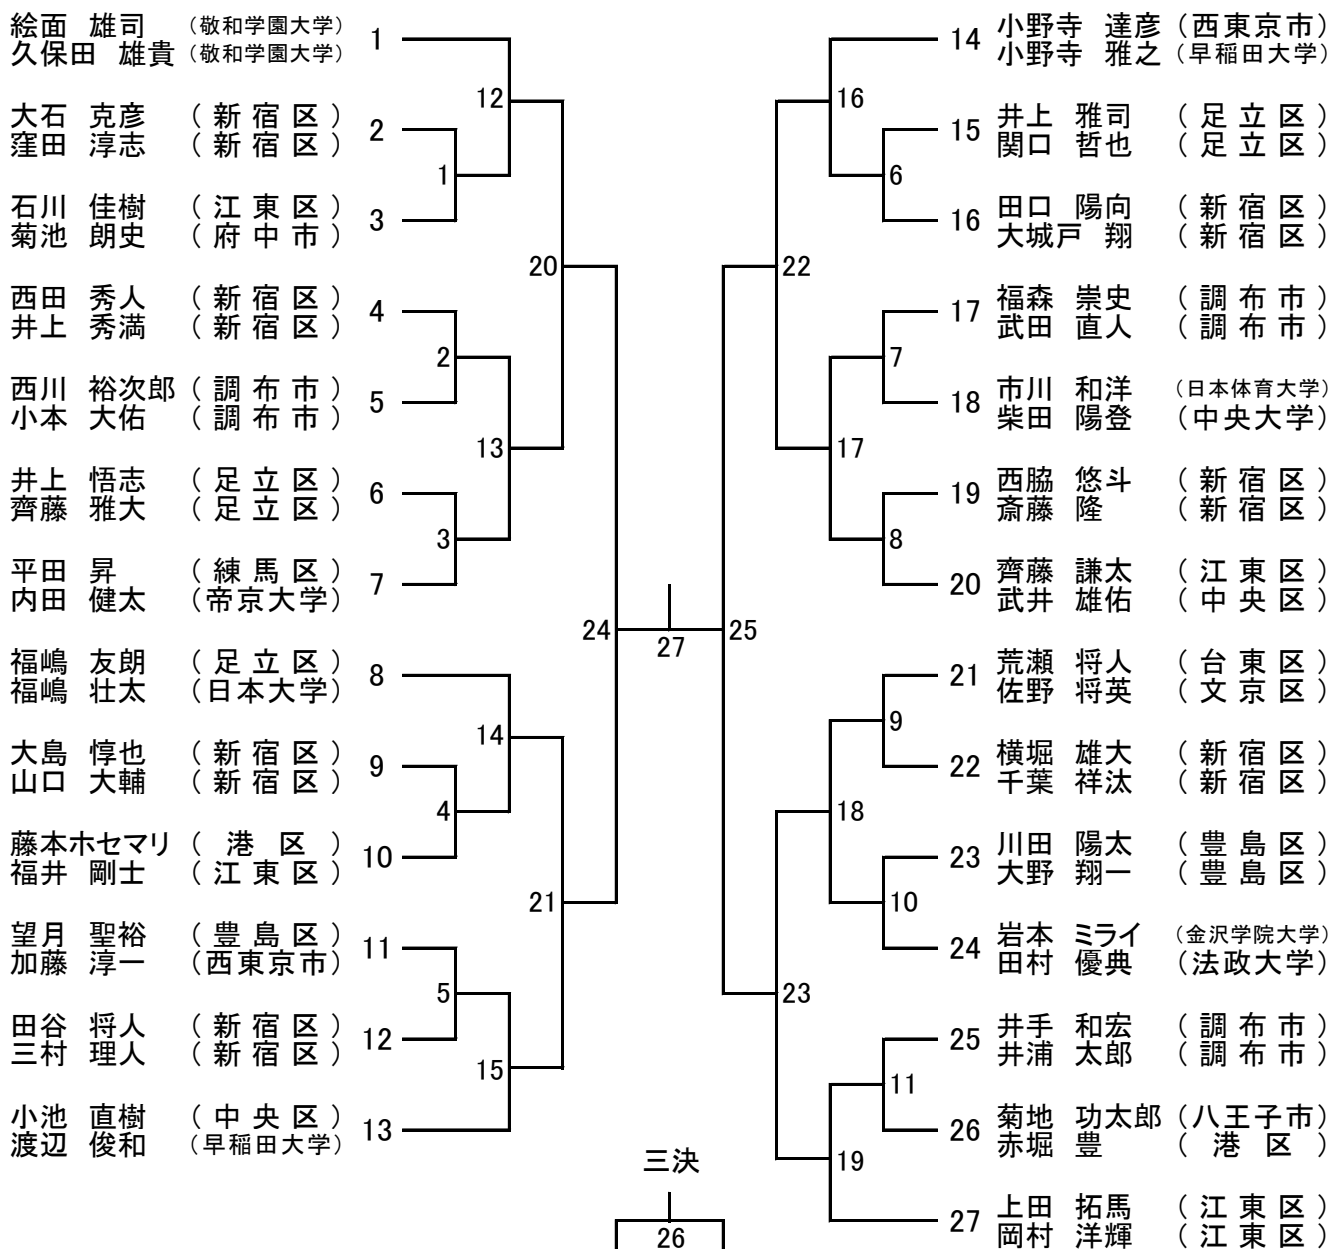 絵面 雄司 (敬和学園大学) 1
久保田 雄貴 (敬和学園大学)
大石 克彦 (新宿区) 2
窪田 淳志 (新宿区)
石川 佳樹 (江東区) 3
菊池 朗史 (府中市)
西田 秀人 (新宿区) 4
井上 秀満 (新宿区)
西川 裕次郎 (調布市) 5
小本 大佑 (調布市)
井上 悟志 (足立区) 6
齊藤 雅大 (足立区)
平田 昇 (練馬区) 7
内田 健太 (帝京大学)
福嶋 友朗 (足立区) 8
福嶋 壮太 (日本大学)
大島 惇也 (新宿区) 9
山口 大輔 (新宿区)
藤本ホセマリ (港区) 10
福井 剛士 (江東区)
望月 聖裕 (豊島区) 11
加藤 淳一 (西東京市)
田谷 将人 (新宿区) 12
三村 理人 (新宿区)
小池 直樹 (中央区) 13
渡辺 俊和 (早稲田大学)
1
2
3
4
5
12
13
14
15
20
21
24
27
25
22
23
16
17
18
19
6
7
8
9
10
11
三決
26
14 小野寺 達彦 (西東京市)
小野寺 雅之 (早稲田大学)
15 井上 雅司 (足立区)
関口 哲也 (足立区)
16 田口 陽向 (新宿区)
大城戸 翔 (新宿区)
17 福森 崇史 (調布市)
武田 直人 (調布市)
18 市川 和洋 (日本体育大学)
柴田 陽登 (中央大学)
19 西脇 悠斗 (新宿区)
斎藤 隆 (新宿区)
20 齊藤 謙太 (江東区)
武井 雄佑 (中央区)
21 荒瀬 将人 (台東区)
佐野 将英 (文京区)
22 横堀 雄大 (新宿区)
千葉 祥汰 (新宿区)
23 川田 陽太 (豊島区)
大野 翔一 (豊島区)
24 岩本 ミライ (金沢学院大学)
田村 優典 (法政大学)
25 井手 和宏 (調布市)
井浦 太郎 (調布市)
26 菊地 功太郎 (八王子市)
赤堀 豊 (港区)
27 上田 拓馬 (江東区)
岡村 洋輝 (江東区)